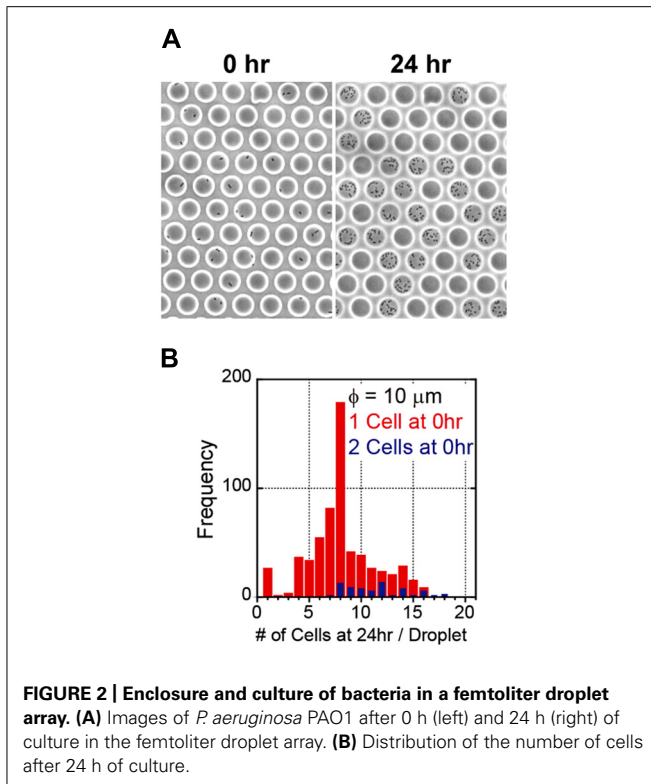 A
0 hr 24 hr
B
200
ϕ = 10 μm
1 Cell at 0hr
2 Cells at 0hr
Frequency
100
0
0 5 10 15 20
# of Cells at 24hr / Droplet
FIGURE 2 | Enclosure and culture of bacteria in a femtoliter droplet
array. (A) Images of P. aeruginosa PAO1 after 0 h (left) and 24 h (right) of
culture in the femtoliter droplet array. (B) Distribution of the number of cells
after 24 h of culture.